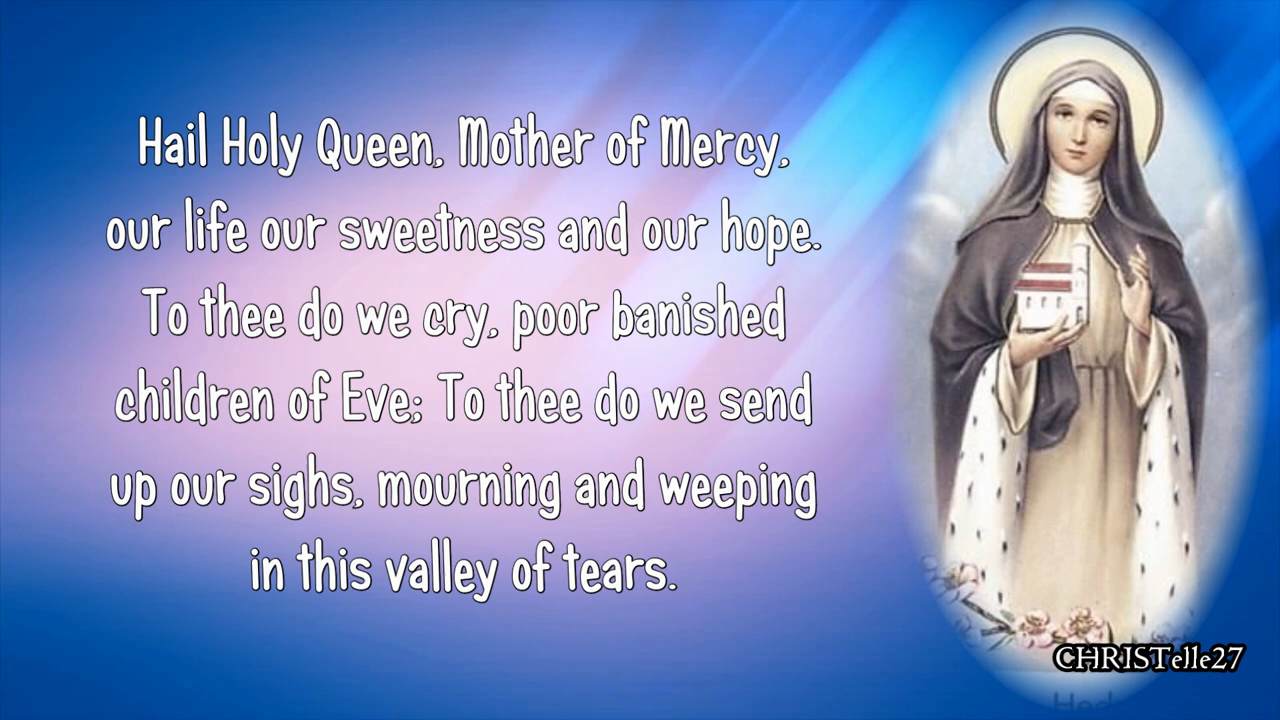 Hail Holy Queen, Mother of Mercy,
our life our sweetness and our hope.
To thee do we cry, poor banished
children of Eve; To thee do we send
up our sighs, mourning and weeping
in this valley of tears.
CHRISTelle27